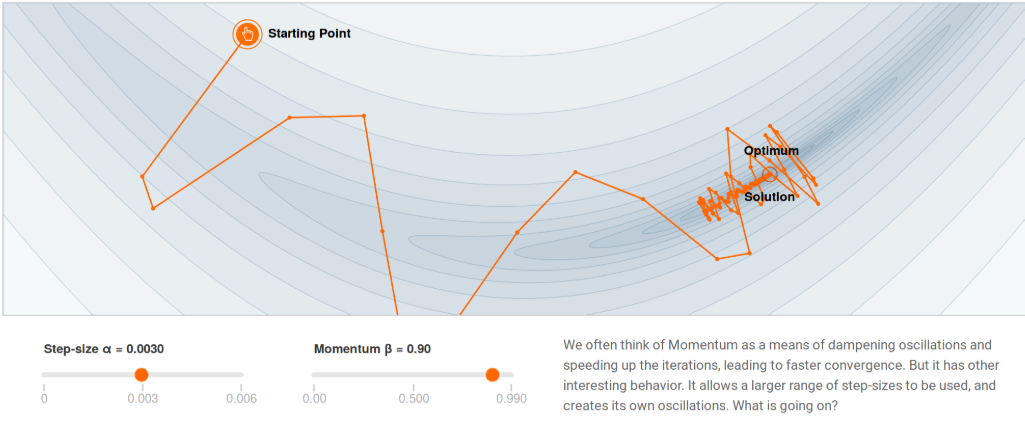 Starting Point
Optimum
Solution
Step-size α = 0.0030
Momentum β = 0.90
0
0.003
0.006
0.00
0.500
0.990
We often think of Momentum as a means of dampening oscillations and
speeding up the iterations, leading to faster convergence. But it has other
interesting behavior. It allows a larger range of step-sizes to be used, and
creates its own oscillations. What is going on?